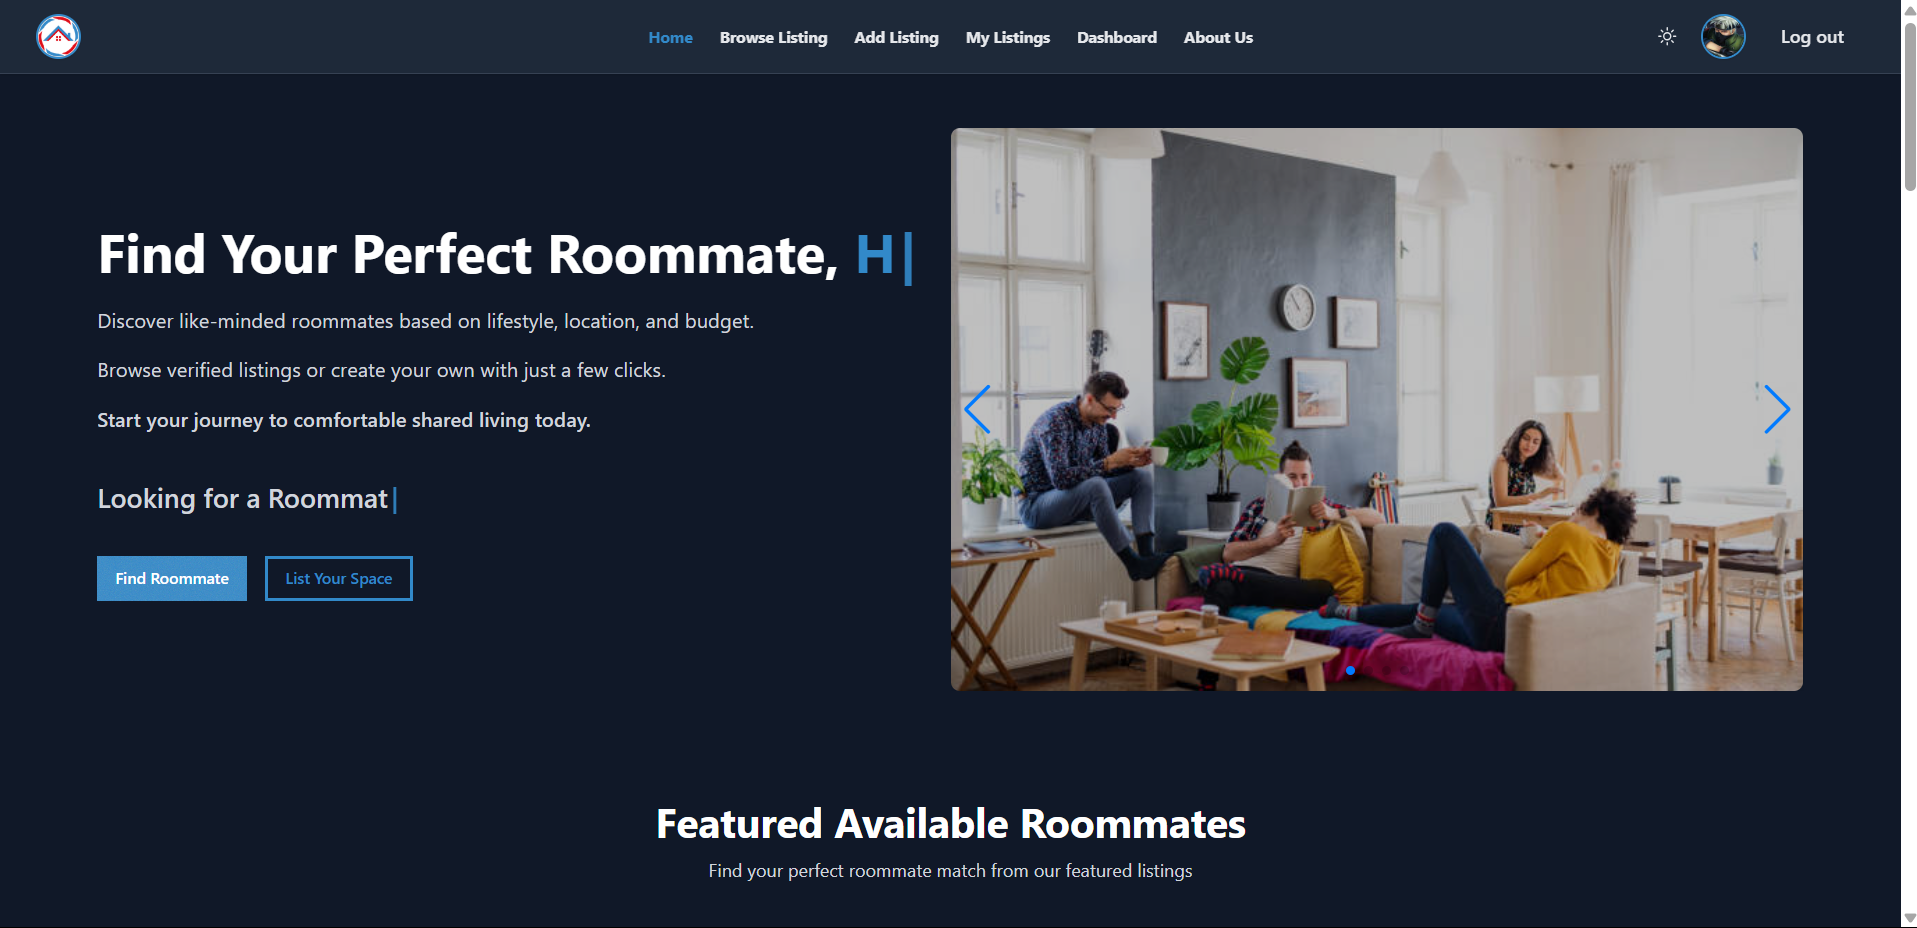 Home Browse Listing Add Listing My Listings Dashboard About Us Log out
Find Your Perfect Roommate, H|
Discover like-minded roommates based on lifestyle, location, and budget.
Browse verified listings or create your own with just a few clicks.
Start your journey to comfortable shared living today.
Looking for a Roommat|
Find Roommate List Your Space
Featured Available Roommates
Find your perfect roommate match from our featured listings